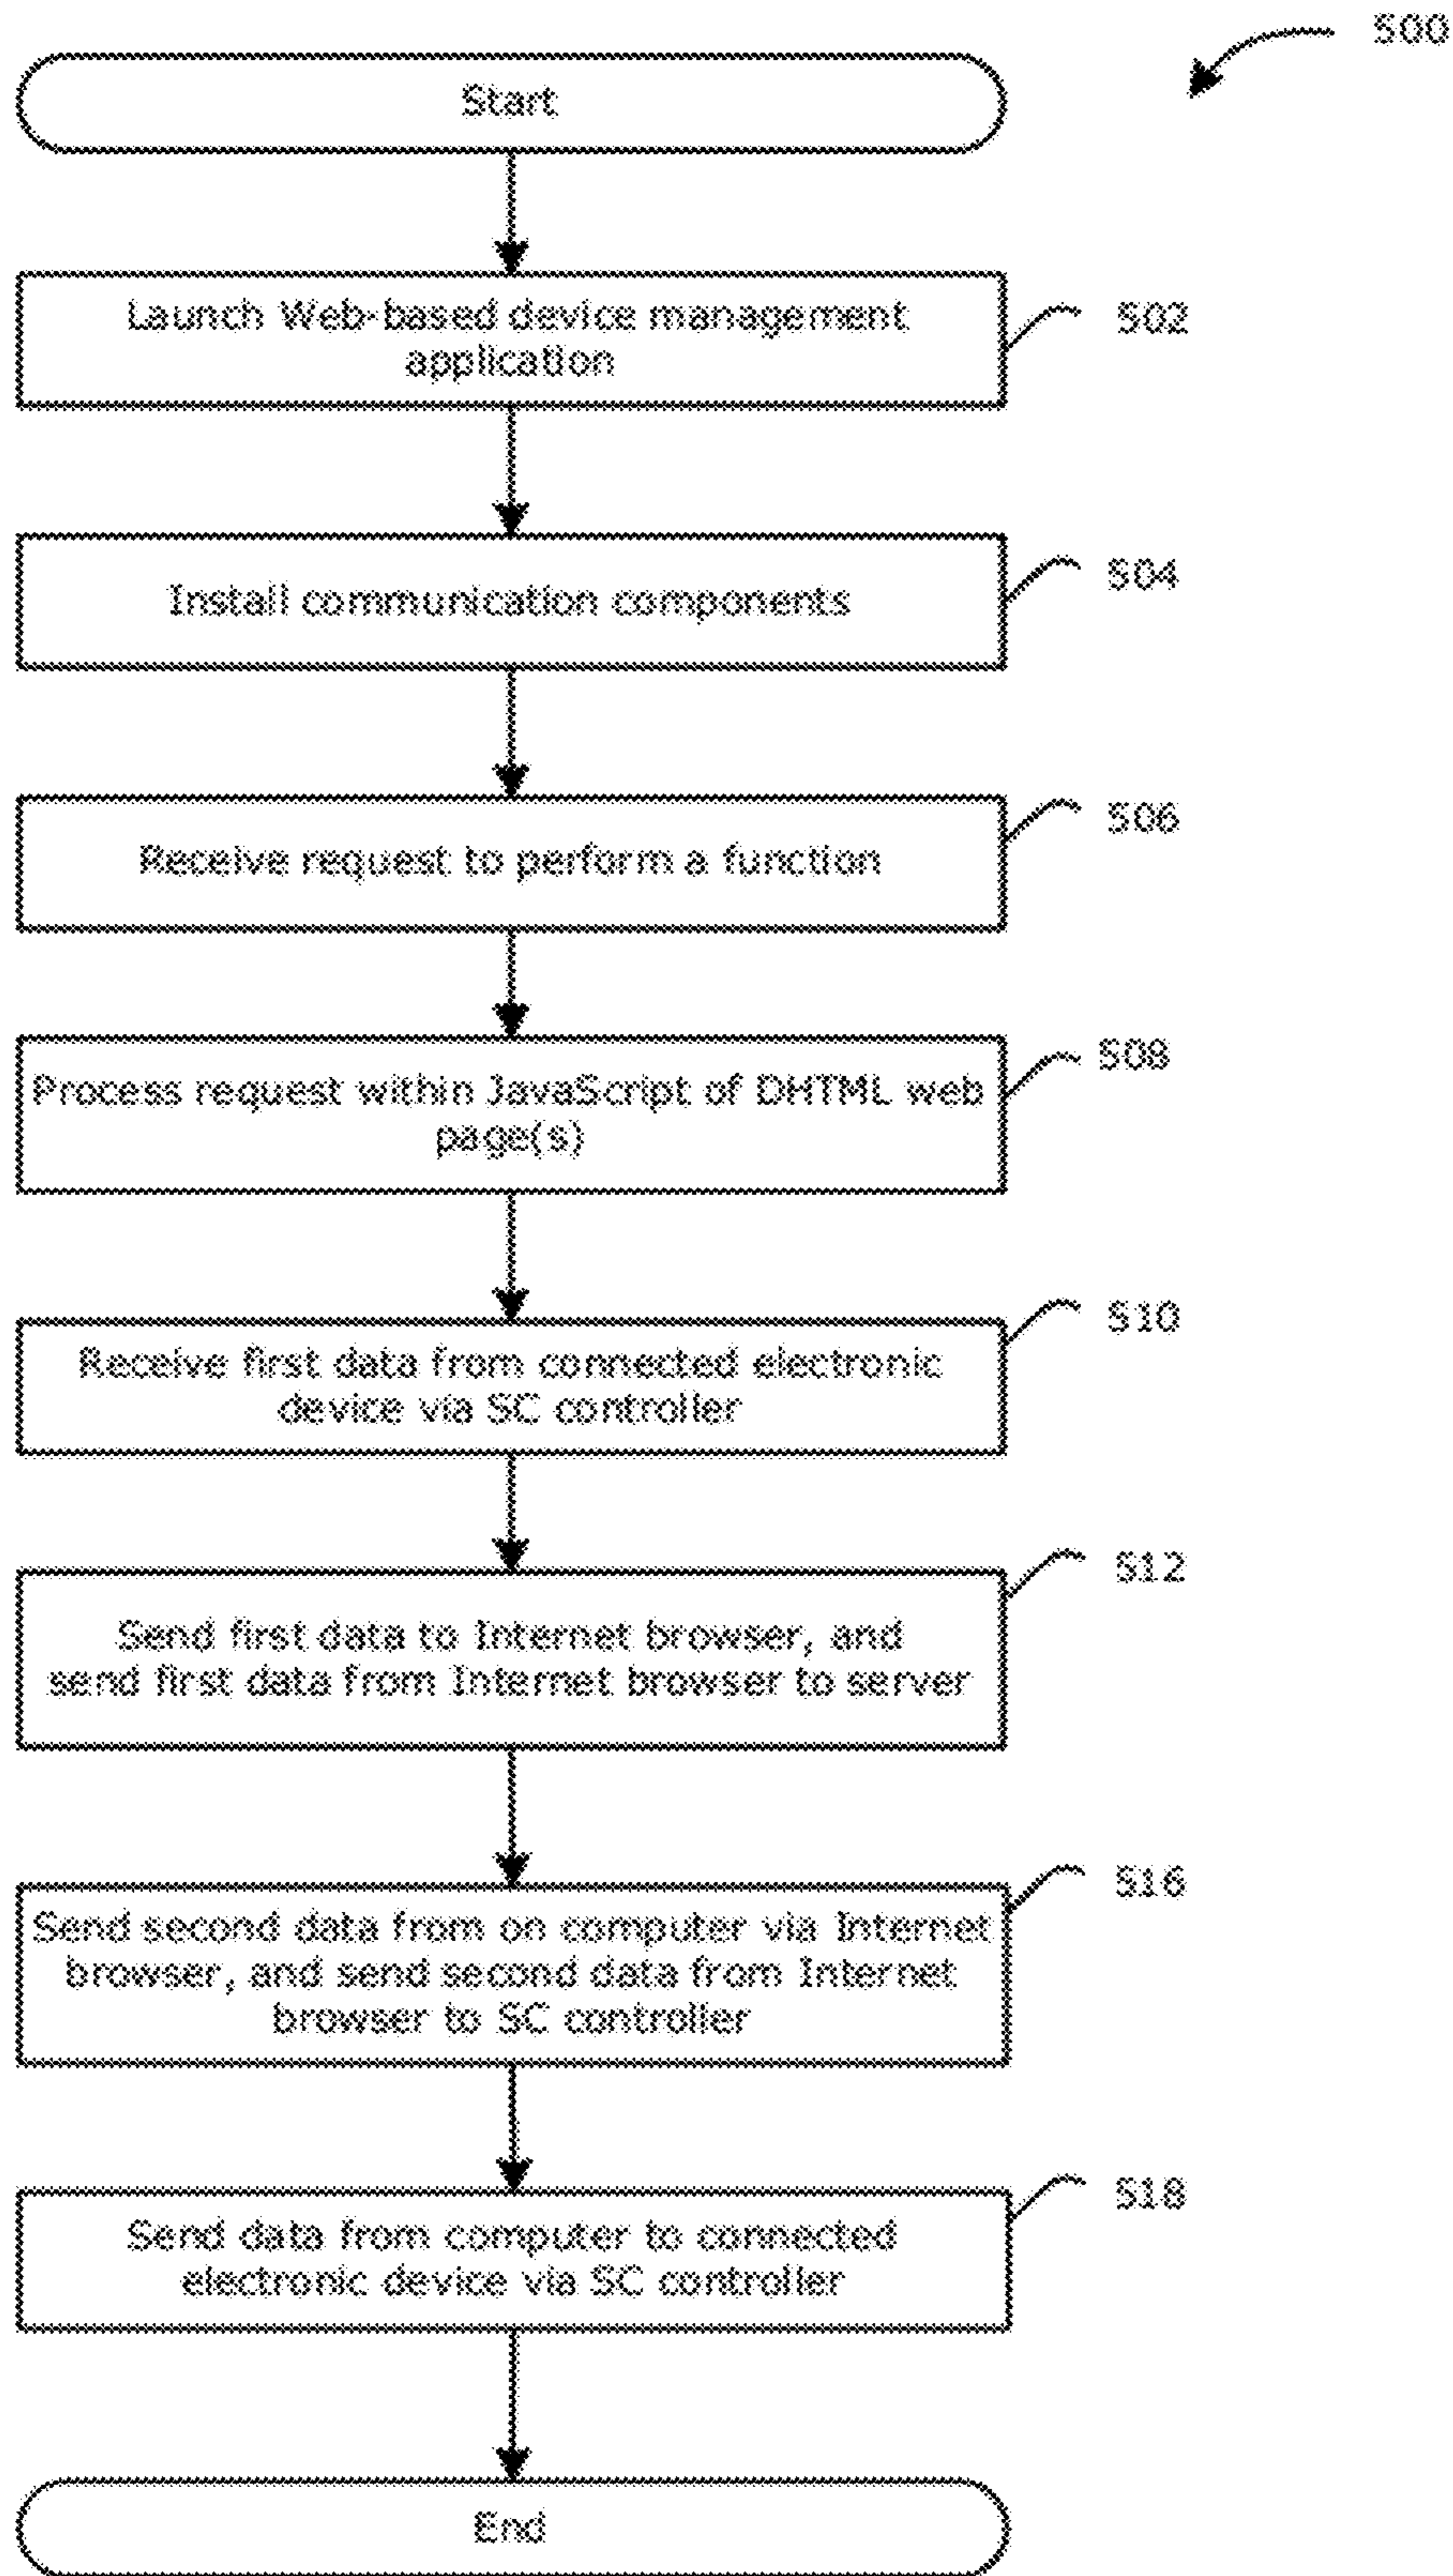 500
Start
Launch Web-based device management
application
502
Install communication components
504
Receive request to perform a function
506
Process request within JavaScript of DHTML web
page(s)
508
Receive first data from connected electronic
device via SC controller
510
Send first data to Internet browser, and
send first data from Internet browser to server
512
Send second data from on computer via Internet
browser, and send second data from Internet
browser to SC controller
516
Send data from computer to connected
electronic device via SC controller
518
End